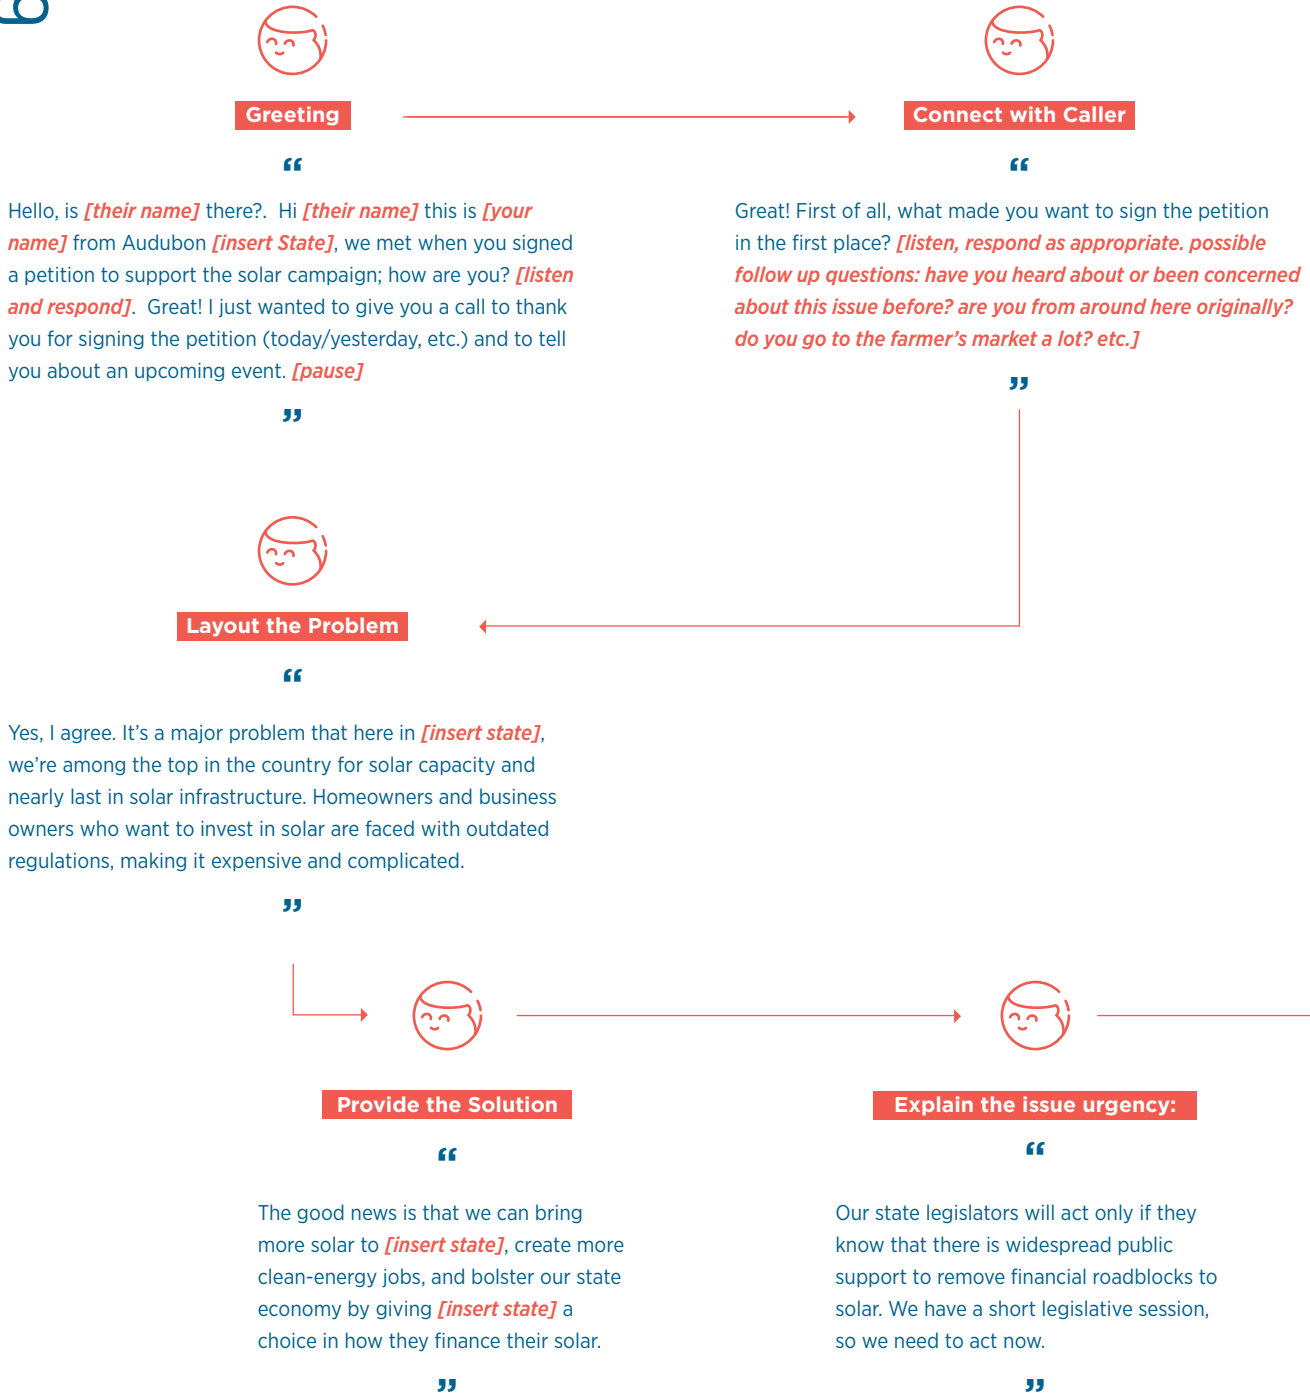 Greeting
“
Hello, is [their name] there?.  Hi [their name] this is [your
name] from Audubon [insert State], we met when you signed
a petition to support the solar campaign; how are you? [listen
and respond].  Great! I just wanted to give you a call to thank
you for signing the petition (today/yesterday, etc.) and to tell
you about an upcoming event. [pause]
”
Connect with Caller
“
Great! First of all, what made you want to sign the petition
in the first place? [listen, respond as appropriate. possible
follow up questions: have you heard about or been concerned
about this issue before? are you from around here originally?
do you go to the farmer’s market a lot? etc.]
”
Layout the Problem
“
Yes, I agree. It’s a major problem that here in [insert state],
we’re among the top in the country for solar capacity and
nearly last in solar infrastructure. Homeowners and business
owners who want to invest in solar are faced with outdated
regulations, making it expensive and complicated.
”
Provide the Solution
“
The good news is that we can bring
more solar to [insert state], create more
clean-energy jobs, and bolster our state
economy by giving [insert state] a
choice in how they finance their solar.
”
Explain the issue urgency:
“
Our state legislators will act only if they
know that there is widespread public
support to remove financial roadblocks to
solar. We have a short legislative session,
so we need to act now.
”